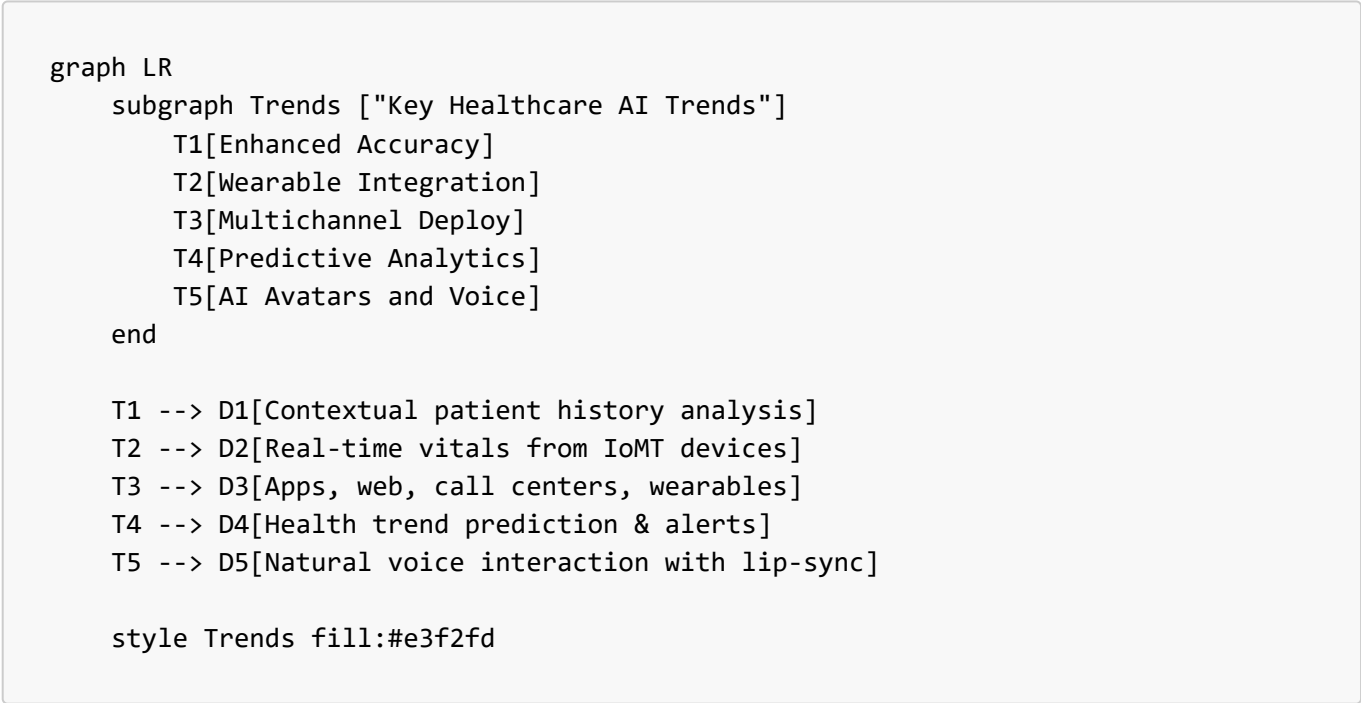 graph LR
    subgraph Trends ["Key Healthcare AI Trends"]
        T1[Enhanced Accuracy]
        T2[Wearable Integration]
        T3[Multichannel Deploy]
        T4[Predictive Analytics]
        T5[AI Avatars and Voice]
    end

    T1 --> D1[Contextual patient history analysis]
    T2 --> D2[Real-time vitals from IoMT devices]
    T3 --> D3[Apps, web, call centers, wearables]
    T4 --> D4[Health trend prediction & alerts]
    T5 --> D5[Natural voice interaction with lip-sync]

    style Trends fill:#e3f2fd